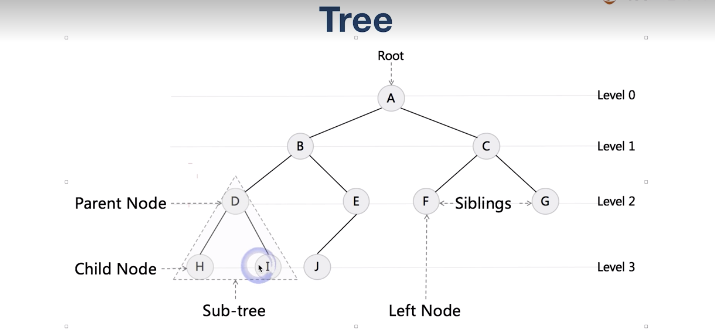 Tree
Root
A
Level 0
B
C
Level 1
Parent Node
D
E
F
Siblings
G
Level 2
Child Node
H
I
J
Level 3
Sub-tree
Left Node